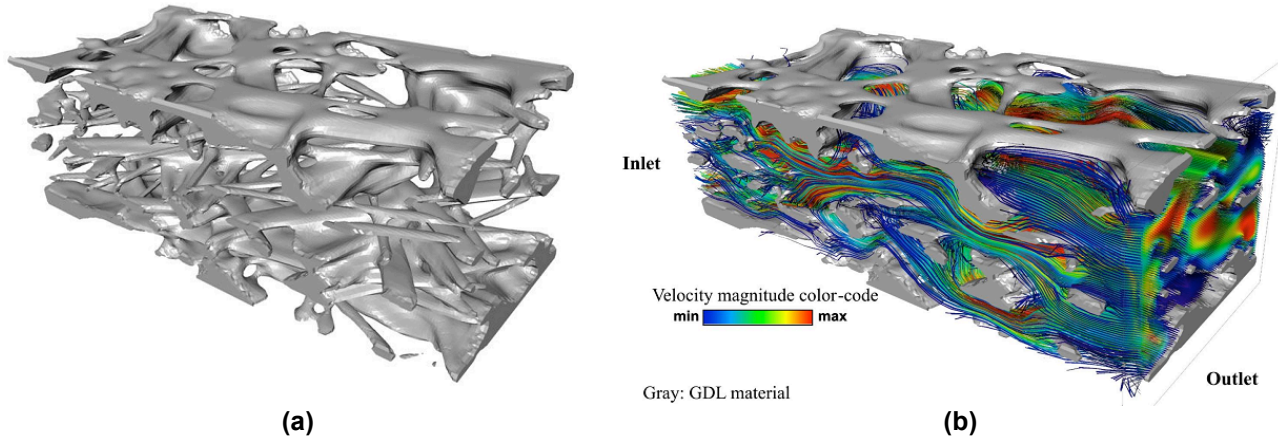 Inlet
Velocity magnitude color-code
min max
Gray: GDL material
Outlet
(a)
(b)